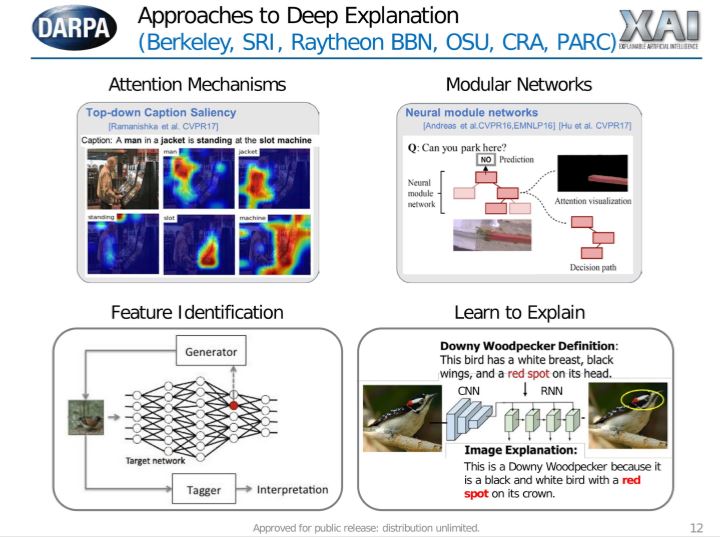 DARPA
Approaches to Deep Explanation
(Berkeley, SRI, Raytheon BBN, OSU, CRA, PARC)
XAI
EXPLAINABLE ARTIFICIAL INTELLIGENCE
Attention Mechanisms
Top-down Caption Saliency
[Ramanishka et al. CVPR17]
Caption: A man in a jacket is standing at the slot machine
man
jacket
standing
slot
machine
Modular Networks
Neural module networks
[Andreas et al.CVPR16,EMNLP16] [Hu et al. CVPR17]
Q: Can you park here?
NO
Prediction
Neural
module
network
Attention visualization
Decision path
Feature Identification
Generator
Target network
Tagger
Interpretation
Learn to Explain
Downy Woodpecker Definition:
This bird has a white breast, black
wings, and a red spot on its head.
CNN
RNN
Image Explanation:
This is a Downy Woodpecker because it
is a black and white bird with a red
spot on its crown.
Approved for public release: distribution unlimited.
12